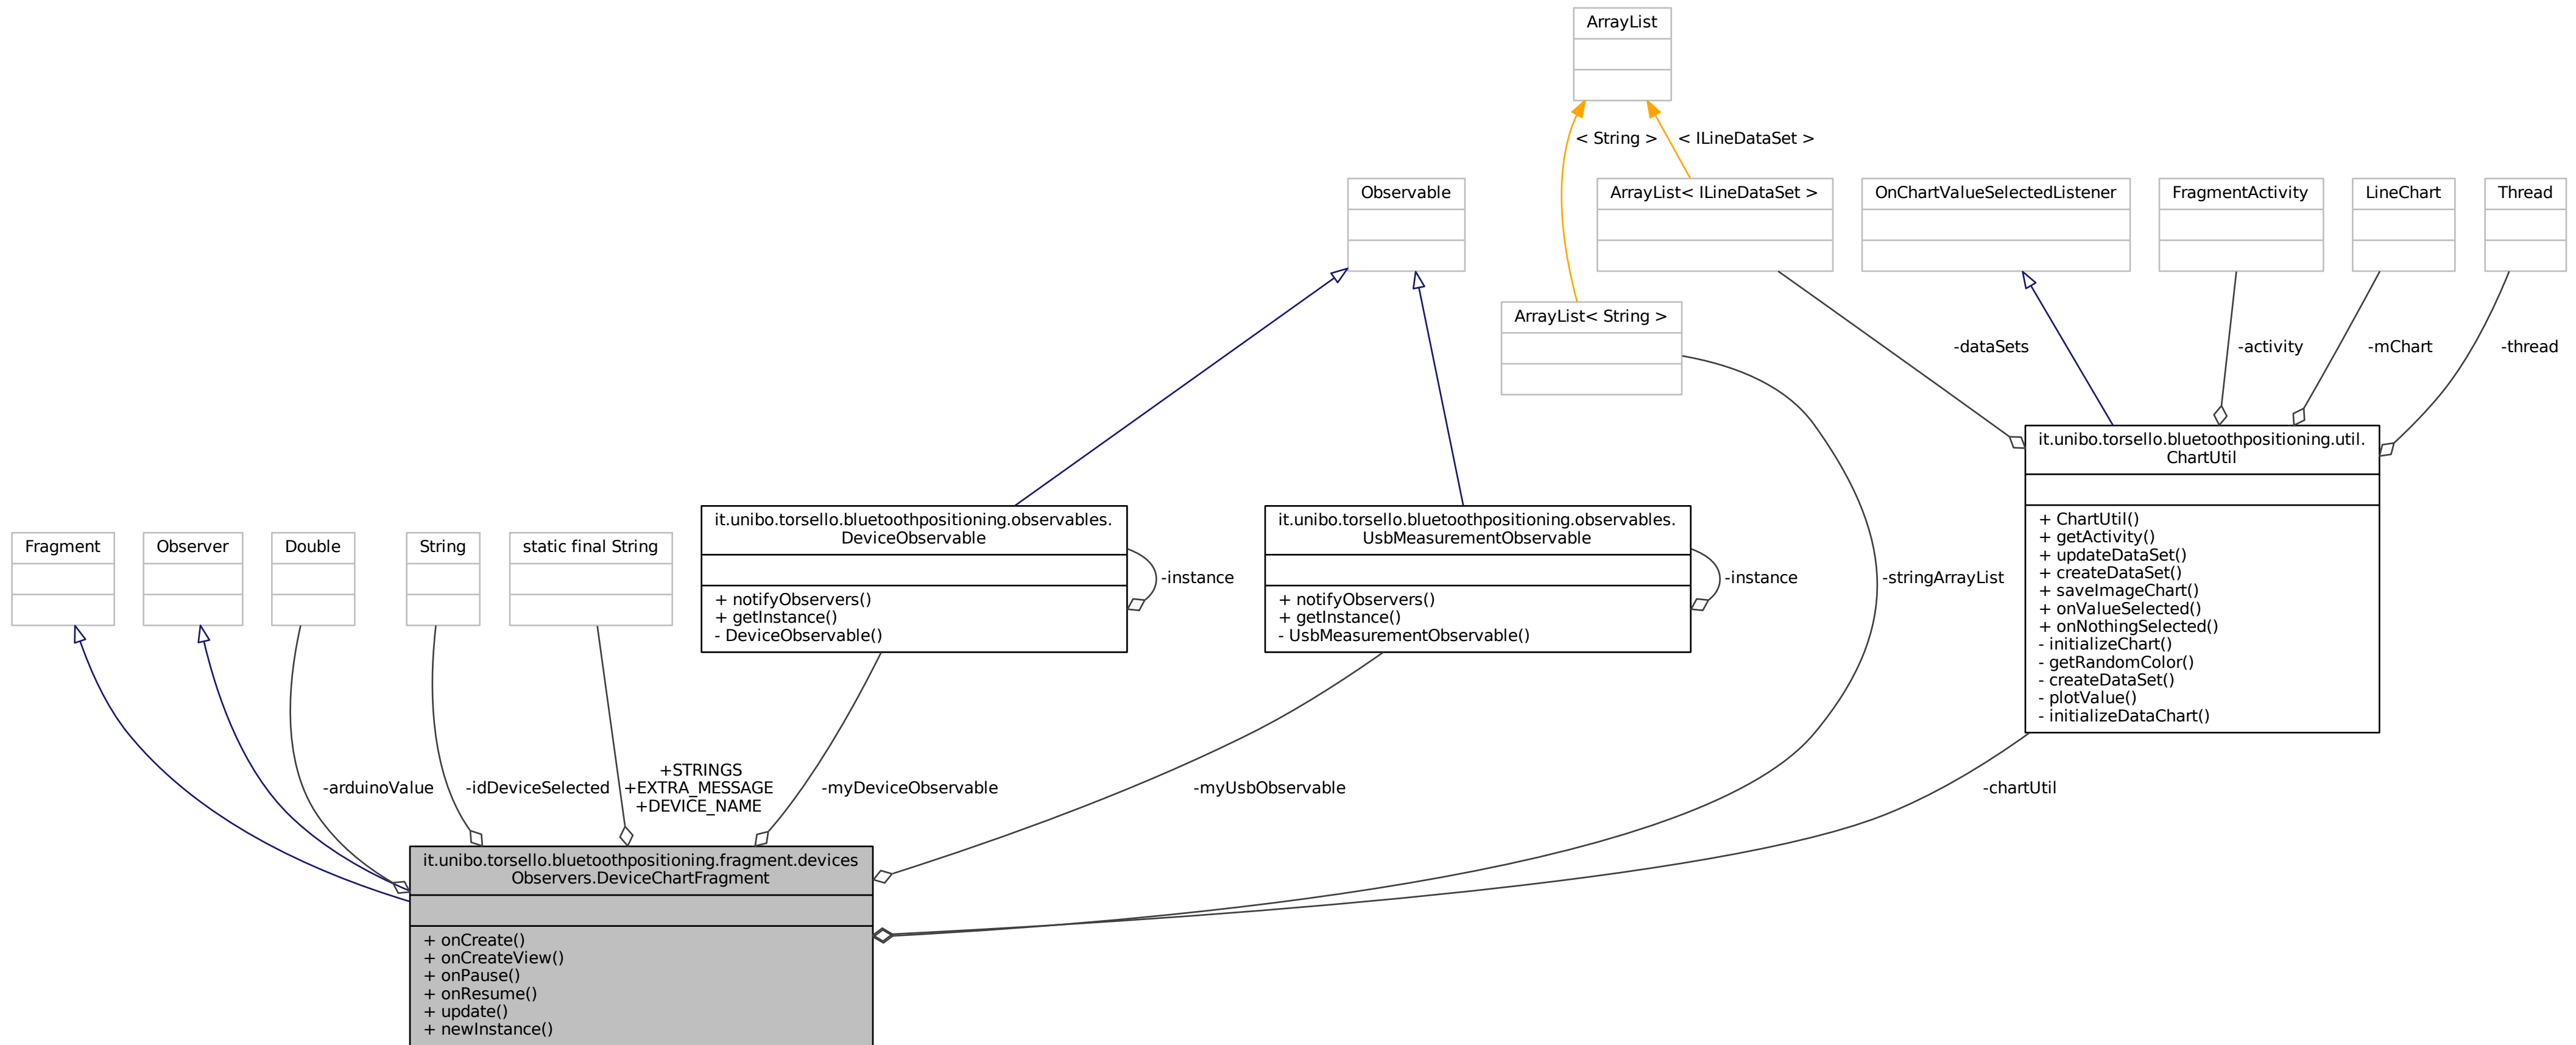 ArrayList
< String >
< ILineDataSet >
Observable
ArrayList< ILineDataSet >
OnChartValueSelectedListener
FragmentActivity
LineChart
Thread
ArrayList< String >
-dataSets
-activity
-mChart
-thread
it.unibo.torsello.bluetoothpositioning.util.
ChartUtil
+ ChartUtil()
+ getActivity()
+ updateDataSet()
+ createDataSet()
+ saveImageChart()
+ onValueSelected()
+ onNothingSelected()
- initializeChart()
- getRandomColor()
- createDataSet()
- plotValue()
- initializeDataChart()
Fragment
Observer
Double
String
static final String
it.unibo.torsello.bluetoothpositioning.observables.
DeviceObservable
+ notifyObservers()
+ getInstance()
- DeviceObservable()
-instance
it.unibo.torsello.bluetoothpositioning.observables.
UsbMeasurementObservable
+ notifyObservers()
+ getInstance()
- UsbMeasurementObservable()
-instance
-stringArrayList
-arduinoValue
-idDeviceSelected
+STRINGS
+EXTRA_MESSAGE
+DEVICE_NAME
-myDeviceObservable
-myUsbObservable
-chartUtil
it.unibo.torsello.bluetoothpositioning.fragment.devices
Observers.DeviceChartFragment
+ onCreate()
+ onCreateView()
+ onPause()
+ onResume()
+ update()
+ newInstance()